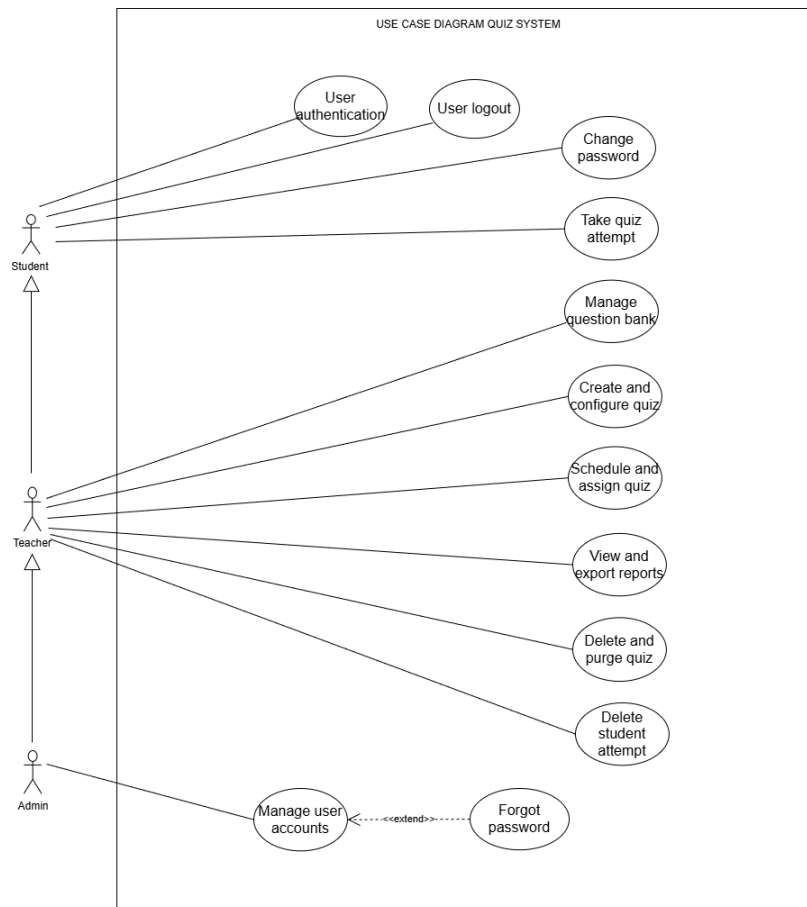 USE CASE DIAGRAM QUIZ SYSTEM
User
authentication
User logout
Change
password
Take quiz
attempt
Student
Manage
question bank
Create and
configure quiz
Schedule and
assign quiz
Teacher
View and
export reports
Delete and
purge quiz
Delete
student
attempt
Admin
Manage user
accounts
<<extend>>
Forgot
password